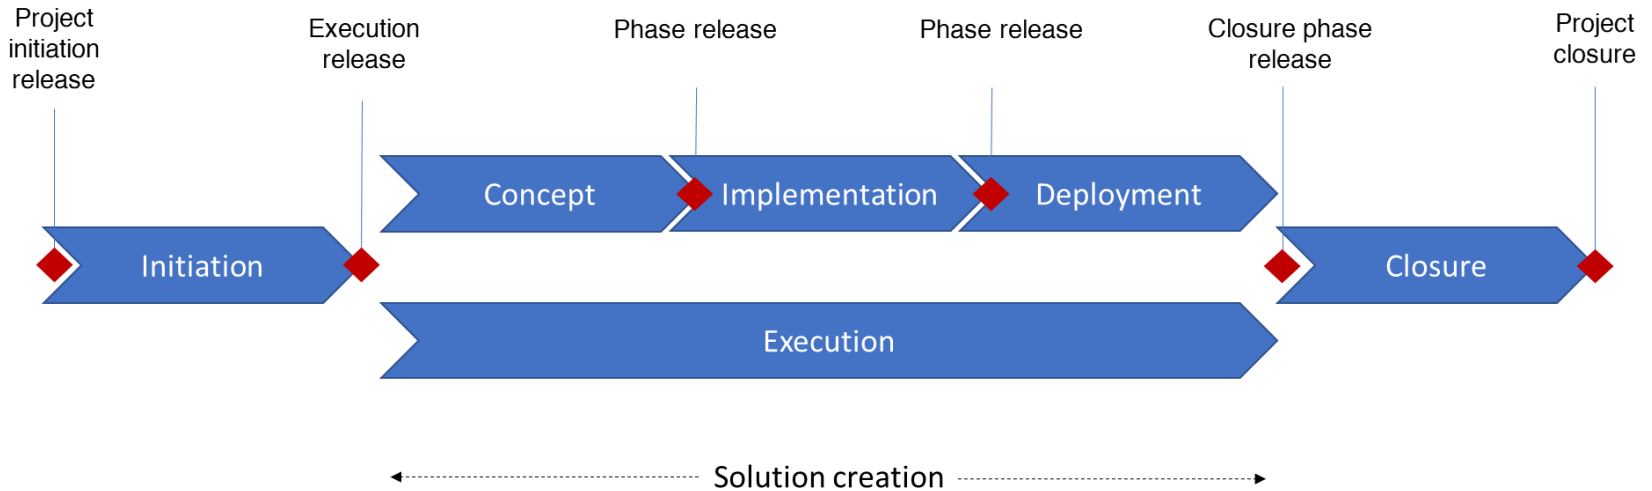 Project
initiation
release
Execution
release
Phase release
Phase release
Closure phase
release
Project
closure
Concept
Implementation
Deployment
Initiation
Closure
Execution
Solution creation